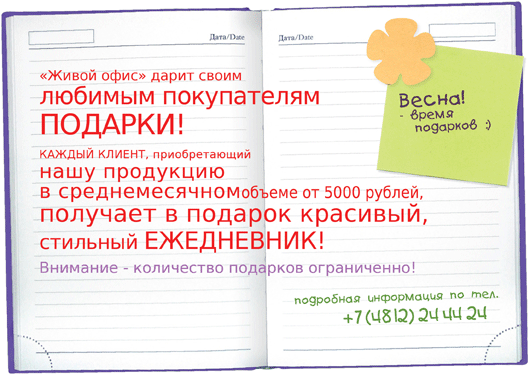 Дата/Date
Дата/Date
«Живой офис» дарит своим
любимым покупателям
ПОДАРКИ!
КАЖДЫЙ КЛИЕНТ, приобретающий
нашу продукцию
в среднемесячномобъеме от 5000 рублей,
получает в подарок красивый,
стильный ЕЖЕДНЕВНИК!
Внимание - количество подарков ограниченно!
Весна!
- время
подарков :)
подробная информация по тел.
+7 (4812) 24 44 24